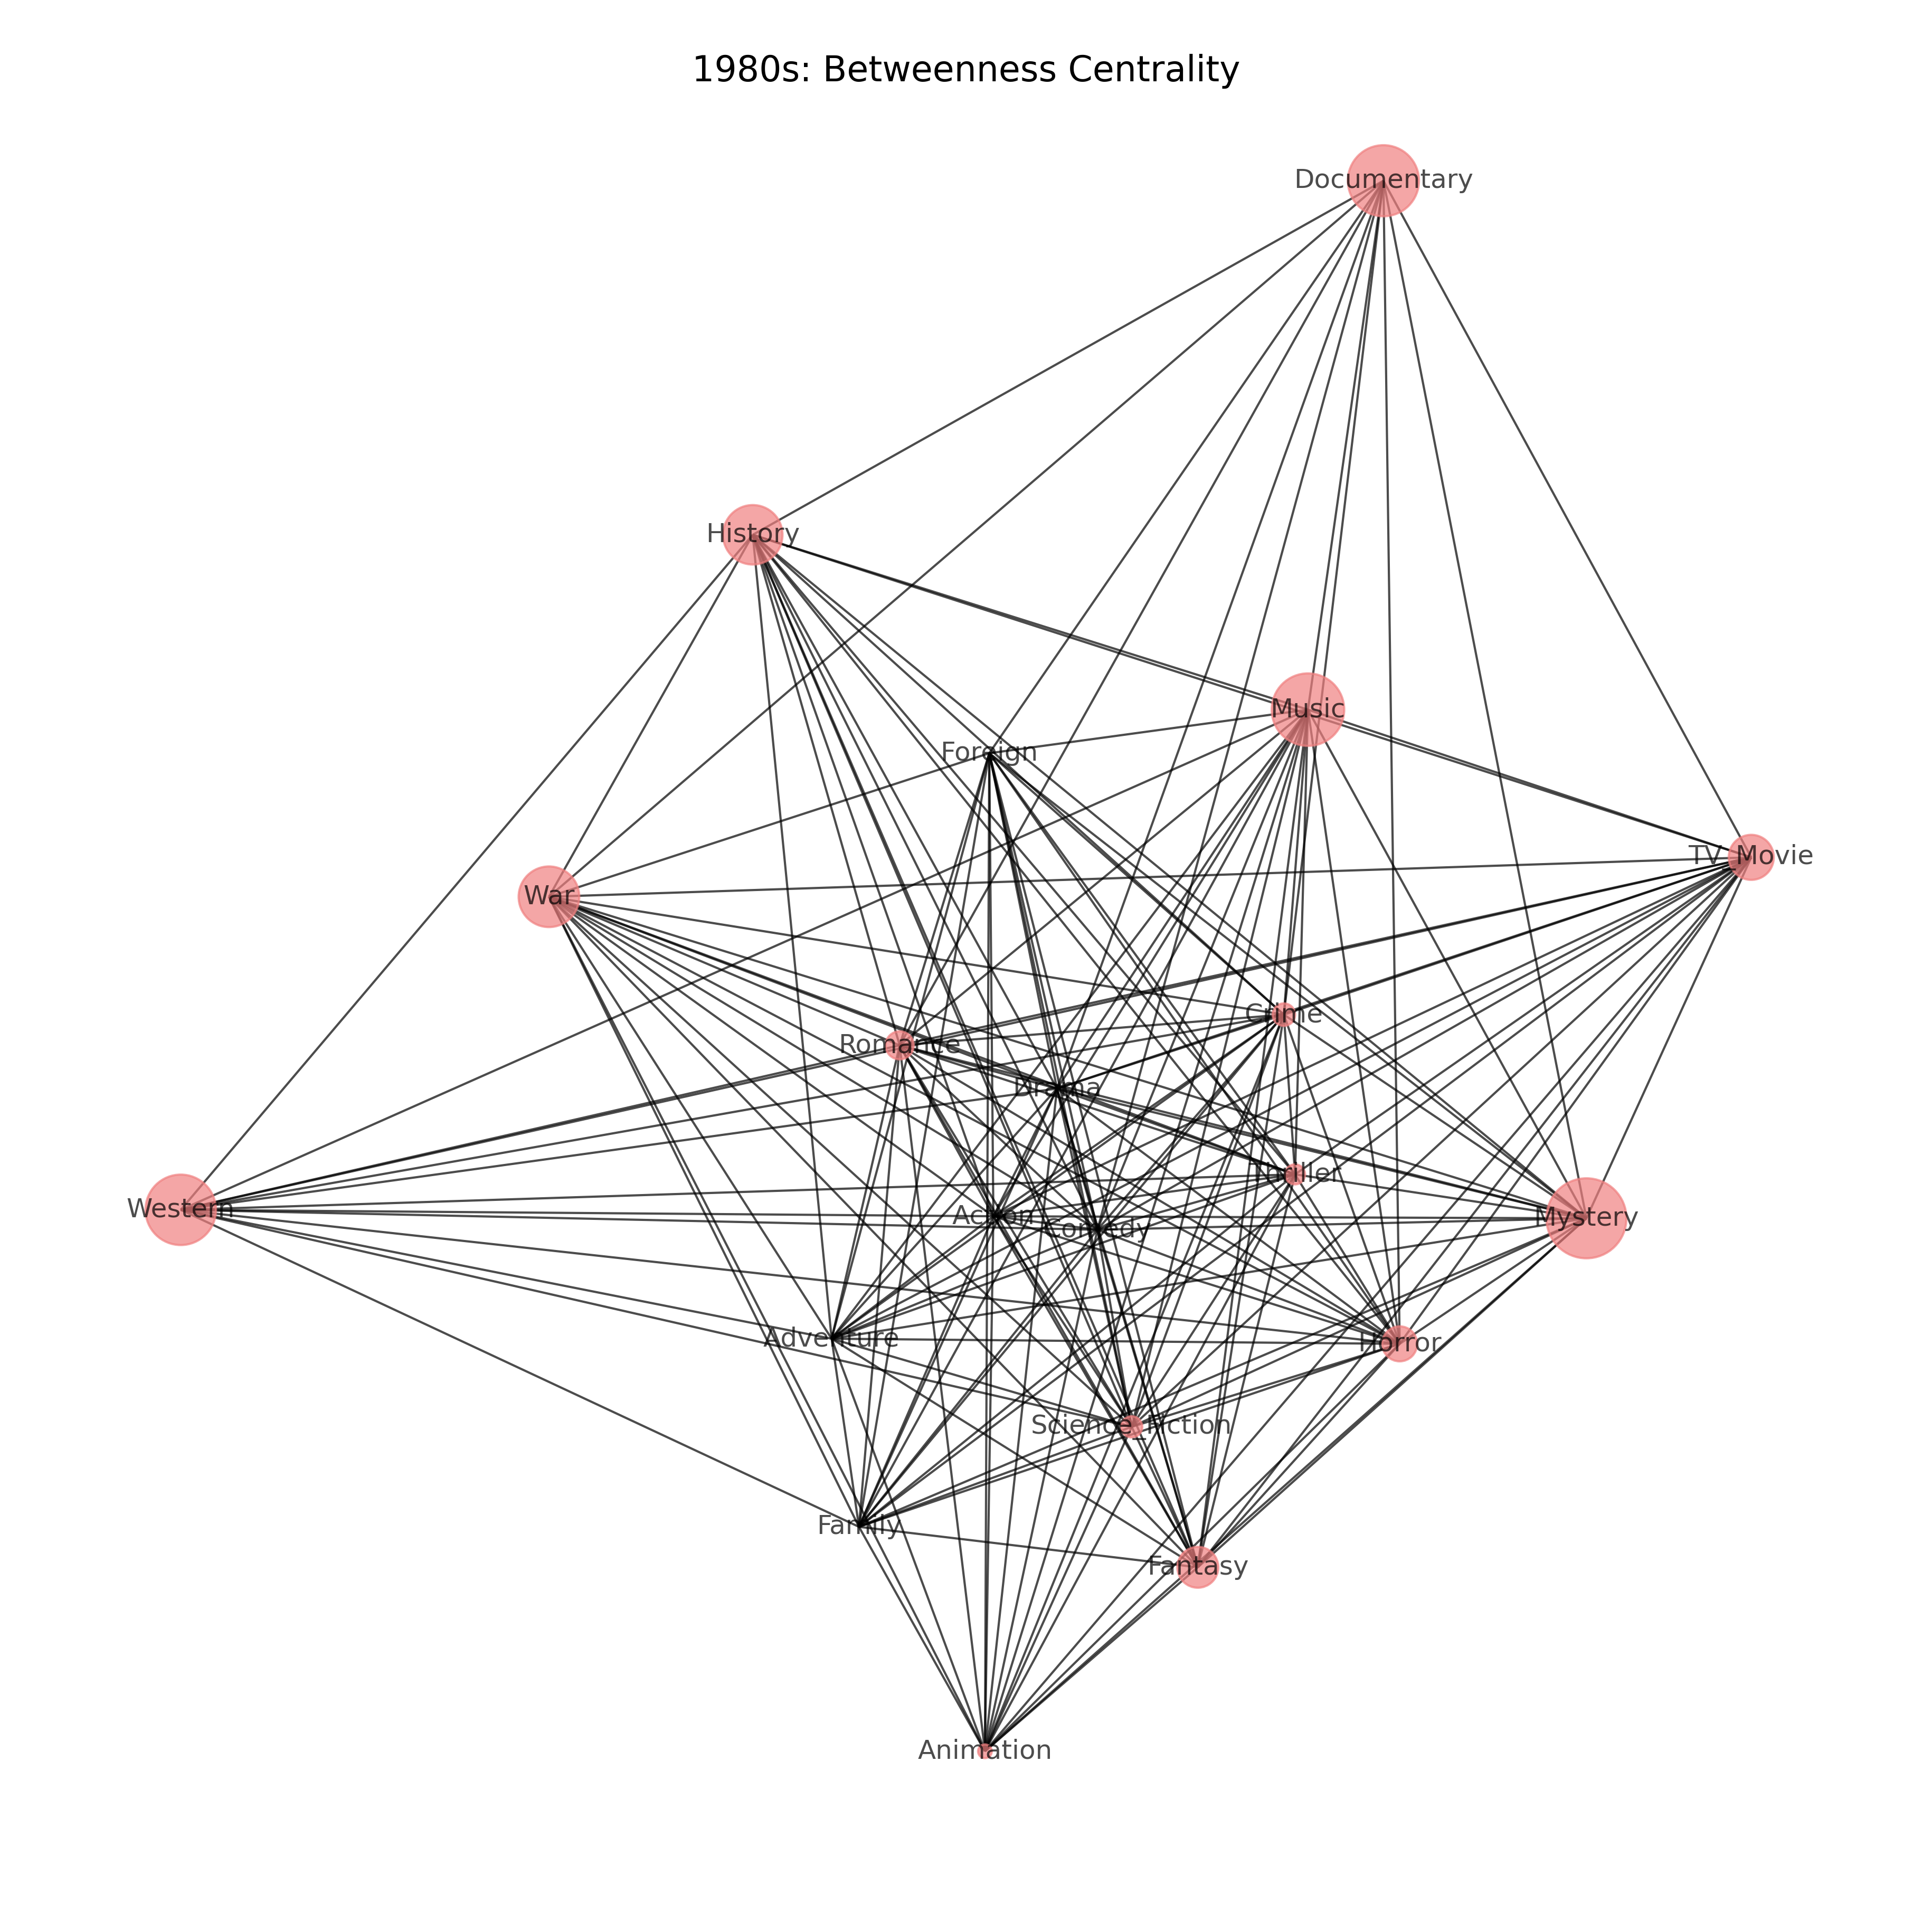 1980s: Betweenness Centrality
Documentary
History
Music
Foreign
TV Movie
War
Crime
Romance
Drama
Thriller
Western
Action
Mystery
Comedy
Adventure
Horror
Science_Fiction
Family
Fantasy
Animation